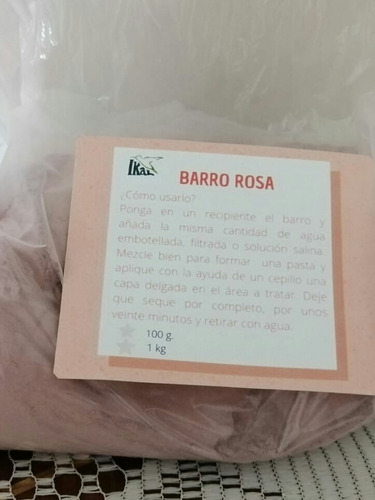 IKAL
BARRO ROSA
¿Cómo usarlo?
Ponga en un recipiente el barro y
añada la misma cantidad de agua
embotellada, filtrada o solución salina.
Mezcle bien para formar una pasta y
aplique con la ayuda de un cepillo una
capa delgada en el área a tratar. Deje
que seque por completo, por unos
veinte minutos y retirar con agua.
100 g.
1 kg